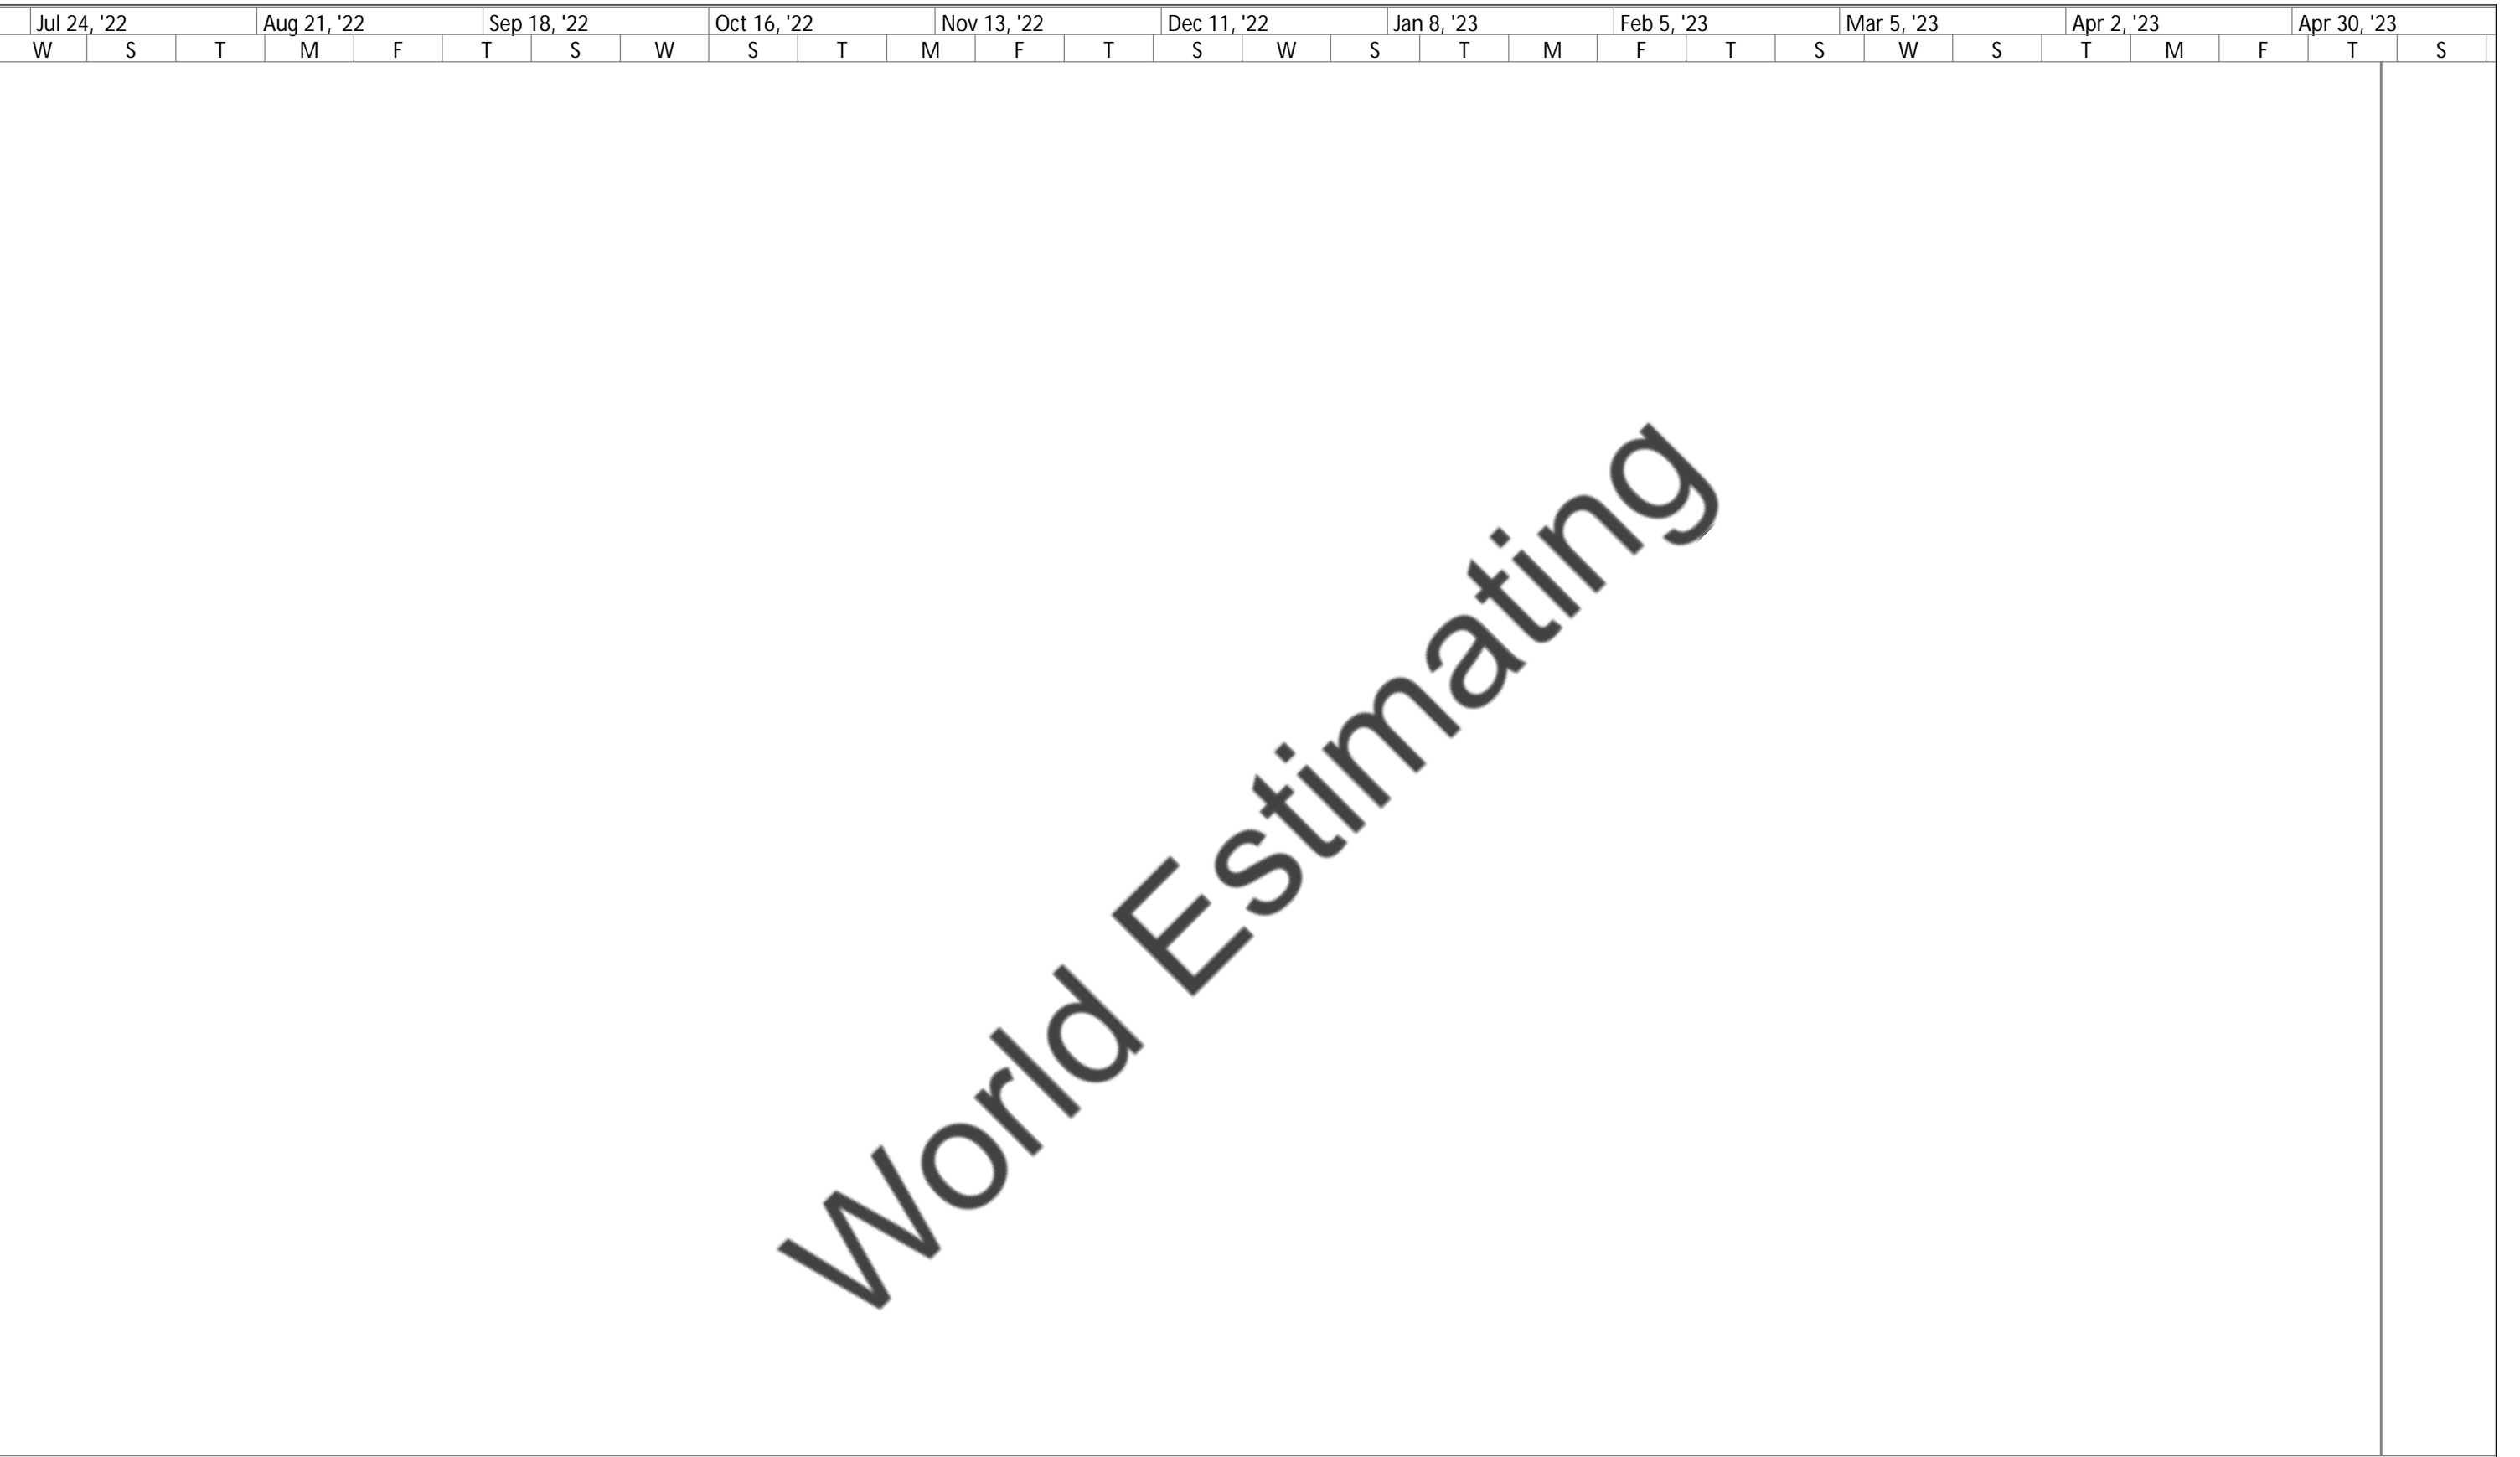 Jul 24, '22 Aug 21, '22 Sep 18, '22 Oct 16, '22 Nov 13, '22 Dec 11, '22 Jan 8, '23 Feb 5, '23 Mar 5, '23 Apr 2, '23 Apr 30, '23
W S T M F T S W S T M F T S W S T M F T S W S T M F T S
World Estimating